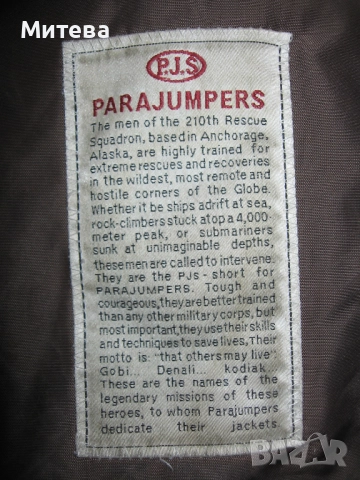 Митева
P.J.S
PARAJUMPERS
The men of the 210th Rescue
Squadron, based in Anchorage,
Alaska, are highly trained for
extreme rescues and recoveries
in the wildest, most remote and
hostile corners of the Globe.
Whether it be ships adrift at sea,
rock-climbers stuck atop a 4,000-
meter peak, or submariners
sunk at unimaginable depths,
these men are called to intervene.
They are the PJS - short for
PARAJUMPERS. Tough and
courageous, they are better trained
than any other military corps, but
most important, they use their skills
and techniques to save lives, Their
motto is: "that others may live".
Gobi... Denali... kodiak...
These are the names of the
legendary missions of these
heroes, to whom Parajumpers
dedicate their jackets.
BAZAR